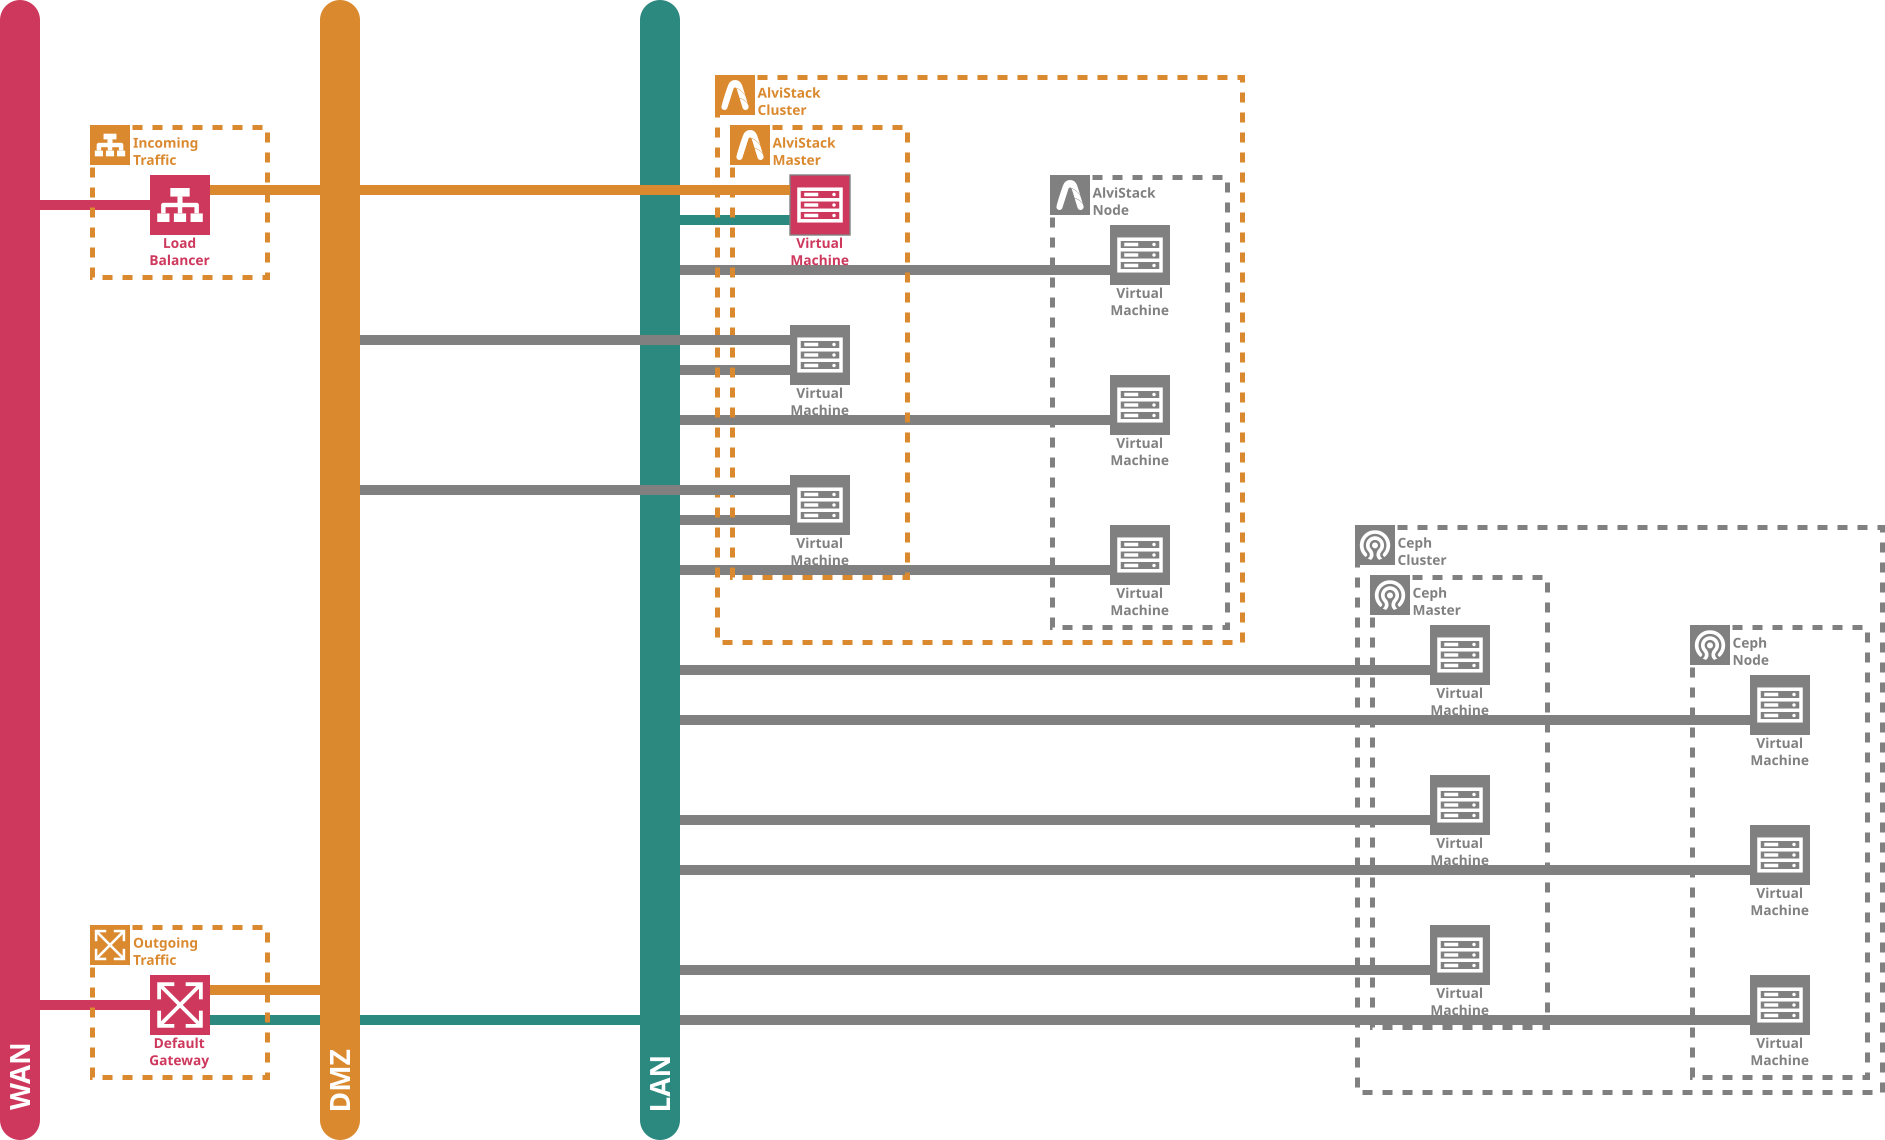 WAN
DMZ
LAN
Incoming
Traffic
Load
Balancer
Outgoing
Traffic
Default
Gateway
AlviStack
Cluster
AlviStack
Master
Virtual
Machine
Virtual
Machine
Virtual
Machine
AlviStack
Node
Virtual
Machine
Virtual
Machine
Virtual
Machine
Ceph
Cluster
Ceph
Master
Virtual
Machine
Virtual
Machine
Virtual
Machine
Ceph
Node
Virtual
Machine
Virtual
Machine
Virtual
Machine